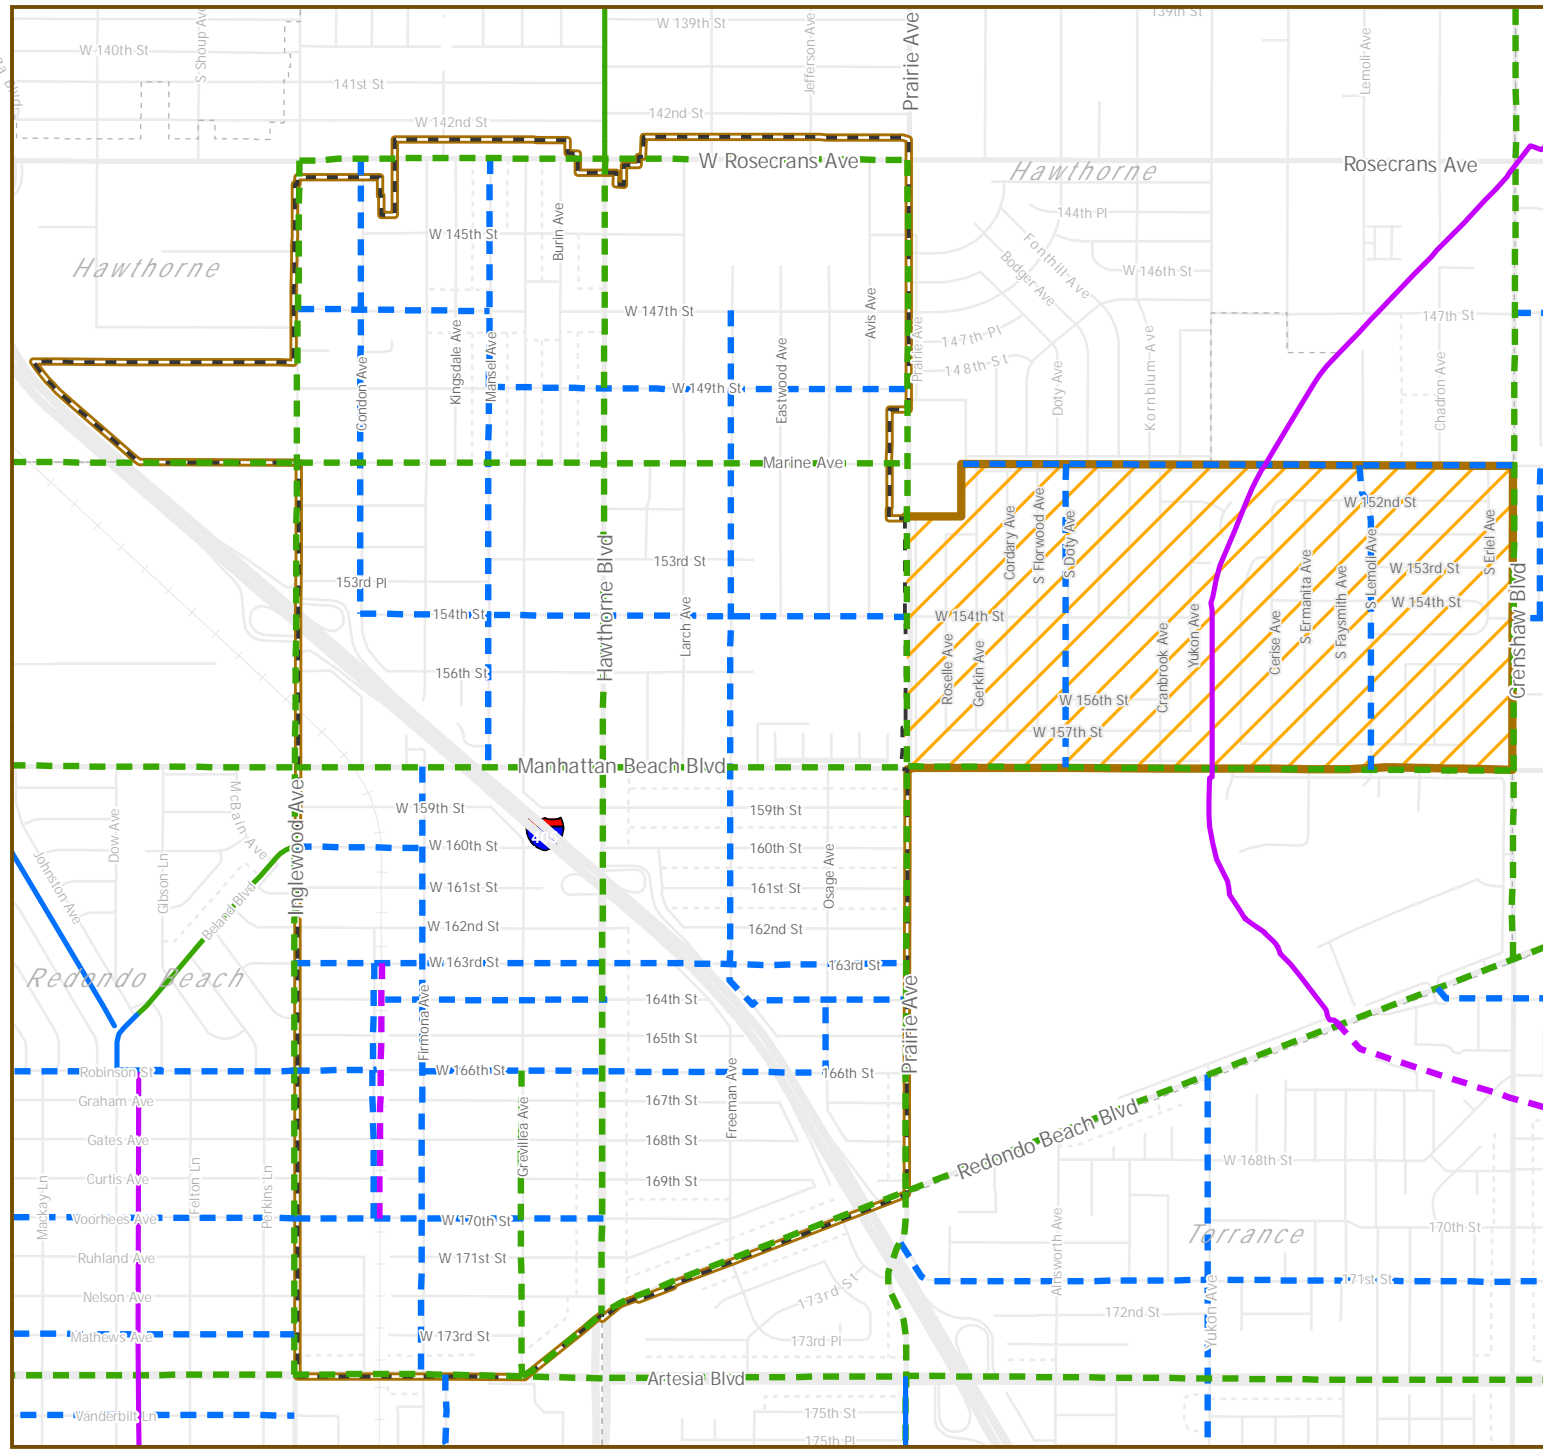 W 139th St
139th St
W 140th St
S Shoup Ave
Jefferson Ave
Prairie Ave
Lemoli Ave
141st St
142nd St
W 142nd St
W Rosecrans Ave
Rosecrans Ave
Hawthorne
144th Pl
W 145th St
Burin Ave
Fonthill Ave
Bodger Ave
W 146th St
Hawthorne
W 147th St
Avis Ave
147th St
Prairie Ave
147th Pl
148th St
Kingsdale Ave
Mansel Ave
Condon Ave
Eastwood Ave
Doty Ave
Kornblum Ave
Chadron Ave
W 149th St
Marine Ave
W 152nd St
Cordary Ave
S Florwood Ave
S Doty Ave
S Eriel Ave
153rd St
153rd Pl
W 153rd St
S Ermanita Ave
S Faysmith Ave
S Lemoli Ave
W 154th St
Crenshaw Blvd
Hawthorne Blvd
154th St
Larch Ave
W 154th St
Roselle Ave
Gerkin Ave
Cranbrook Ave
Yukon Ave
Cerise Ave
156th St
W 156th St
W 157th St
Manhattan Beach Blvd
W 159th St
159th St
McBain Ave
Dow Ave
Inglewood Ave
405
W 160th St
160th St
Johnston Ave
Gibson Ln
Beland Blvd
W 161st St
161st St
Osage Ave
W 162nd St
162nd St
Redondo Beach
W 163rd St
163rd St
164th St
Firmona Ave
Prairie Ave
165th St
Robinson St
W 166th St
166th St
Freeman Ave
Graham Ave
167th St
Grevillea Ave
Redondo Beach Blvd
Gates Ave
168th St
W 168th St
Curtis Ave
169th St
Mackay Ln
Felton Ln
Perkins Ln
Voorhees Ave
W 170th St
170th St
Torrance
Ruhland Ave
W 171st St
Ainsworth Ave
171st St
Nelson Ave
173rd St
172nd St
Yukon Ave
Mathews Ave
W 173rd St
173rd Pl
Artesia Blvd
Vanderbilt Ln
175th St
175th Pl